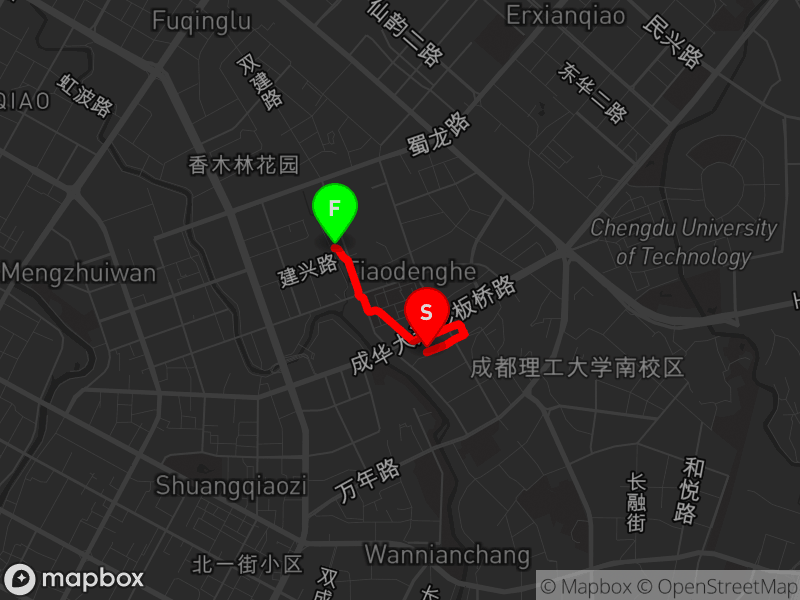 Fuqinglu
仙韵二路
Erxianqiao
民兴路
双建路
虹波路
QIAO
东华二路
蜀龙路
香木林花园
F
Chengdu University
of Technology
建兴路
Tiaodenghe
Mengzhuiwan
S
板桥路
成华大
成都理工大学南校区
万年路
Shuangqiaozi
长融街
和悦路
Wannianchang
北一街小区
双成
长
mapbox
© Mapbox © OpenStreetMap